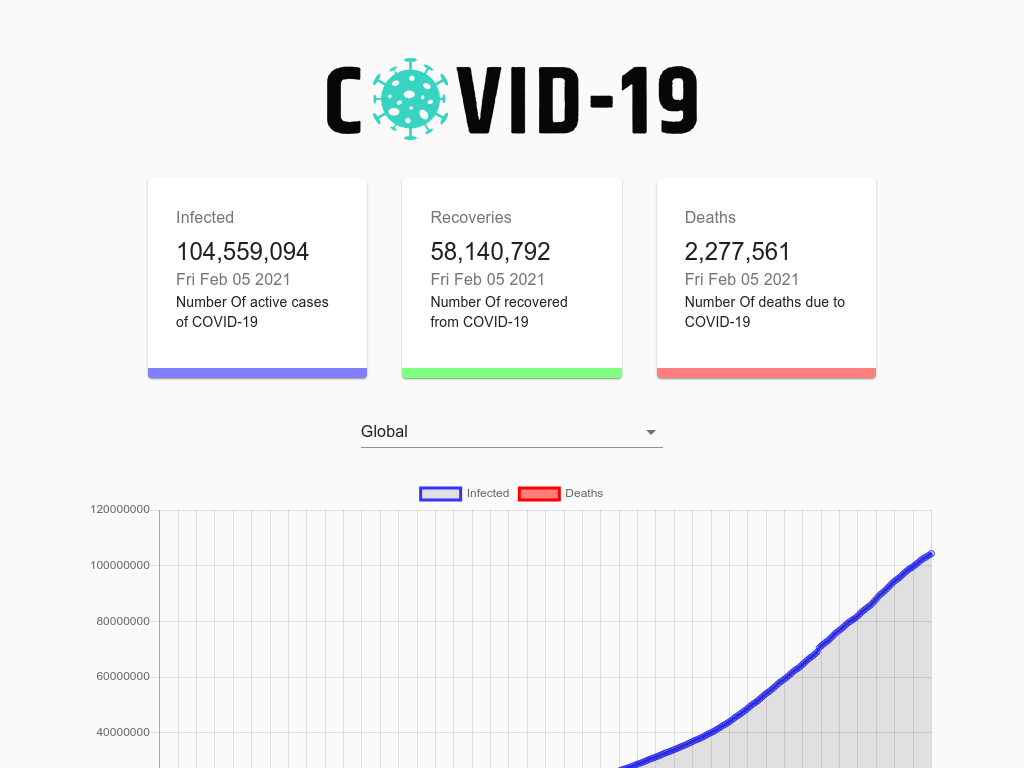 COVID-19
Infected
104,559,094
Fri Feb 05 2021
Number Of active cases
of COVID-19
Recoveries
58,140,792
Fri Feb 05 2021
Number Of recovered
from COVID-19
Deaths
2,277,561
Fri Feb 05 2021
Number Of deaths due to
COVID-19
Global
Infected Deaths
120000000
100000000
80000000
60000000
40000000